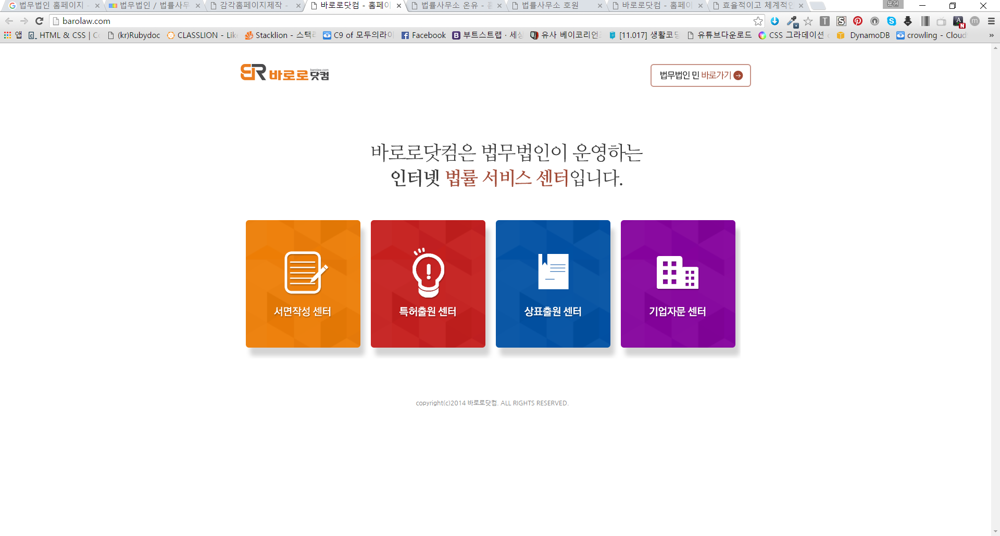 법무법인 홈페이지 -
법무법인 / 법률사무
감각홈페이지제작 -
바로로닷컴 - 홈페이
법률사무소 온유 - 홈
법률사무소 호원
바로로닷컴 - 홈페이
효율적이고 체계적인
용현
barolaw.com
앱
HTML & CSS | Co
(kr)Rubydoc
CLASSLION - Lik
Stacklion - 스택
C9 of 모두의라이
Facebook
부트스트랩 · 세상
유사 베이코리언
[11.017] 생활코딩
유튜브다운로드
CSS 그라데이션
DynamoDB
crowling - Cloud
»
BR 바로로닷컴
barolaw.com
법무법인 민 바로가기
바로로닷컴은 법무법인이 운영하는
인터넷 법률 서비스 센터입니다.
서면작성 센터
특허출원 센터
상표출원 센터
기업자문 센터
copyright(c)2014 바로로닷컴. ALL RIGHTS RESERVED.